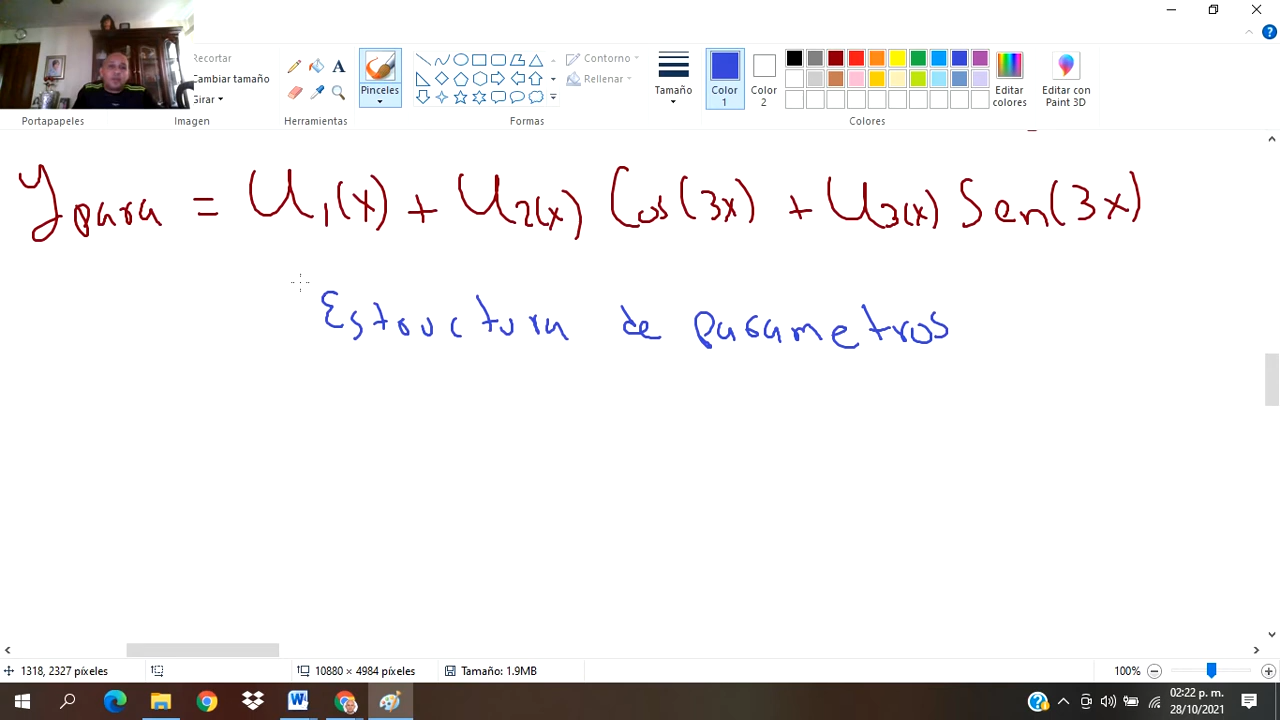 Recortar
Cambiar tamaño
Girar
Pinceles
Contorno
Rellenar
Tamaño
Color 1
Color 2
Editar colores
Editar con Paint 3D
Portapapeles
Imagen
Herramientas
Formas
Colores
Ypara = U1(x) + U2(x) Cos(3x) + U3(x) Sen(3x)
Estructura de parametros
1318, 2327 píxeles
10880 × 4984 píxeles
Tamaño: 1.9MB
100%
02:22 p. m.
28/10/2021